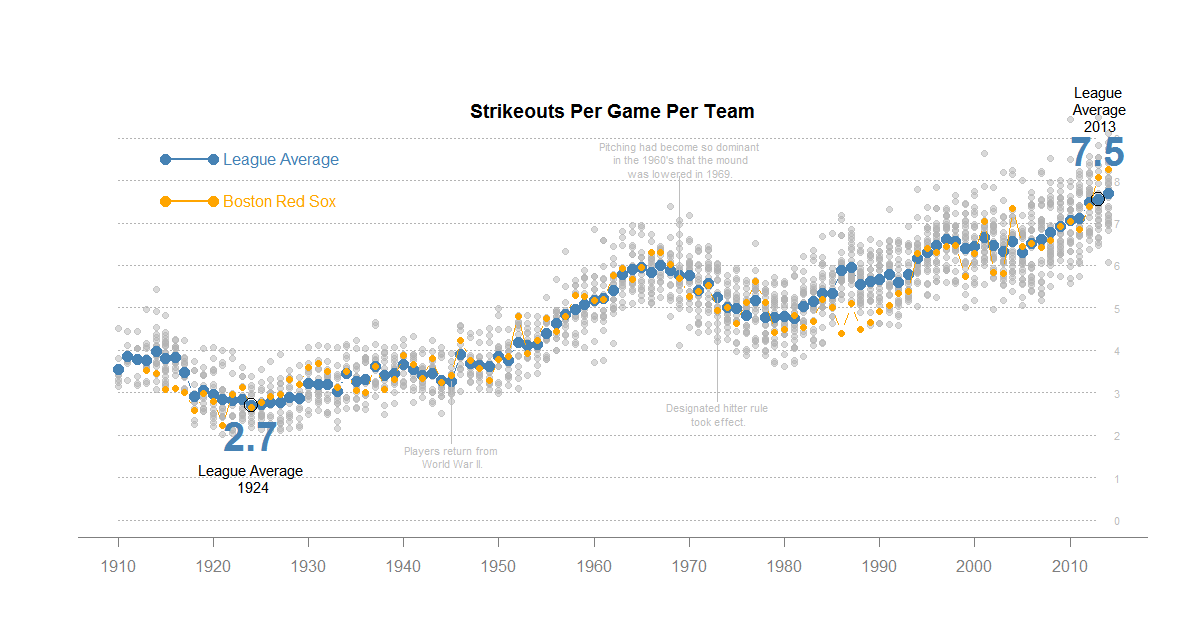 League
Average
2013
7.5
Strikeouts Per Game Per Team
League Average
Boston Red Sox
Pitching had become so dominant
in the 1960's that the mound
was lowered in 1969.
8
7
6
5
4
3
2
1
0
Designated hitter rule
took effect.
Players return from
World War II.
2.7
League Average
1924
1910 1920 1930 1940 1950 1960 1970 1980 1990 2000 2010